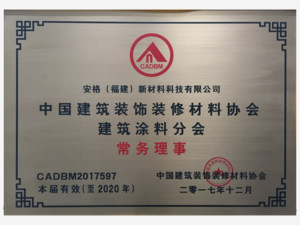 CADBM
安格（福建）新材料科技有限公司
中国建筑装饰装修材料协会
建筑涂料分会
常务理事
CADBM2017597
本届有效(至2020年)
中国建筑装饰装修材料协会
二零一七年十二月